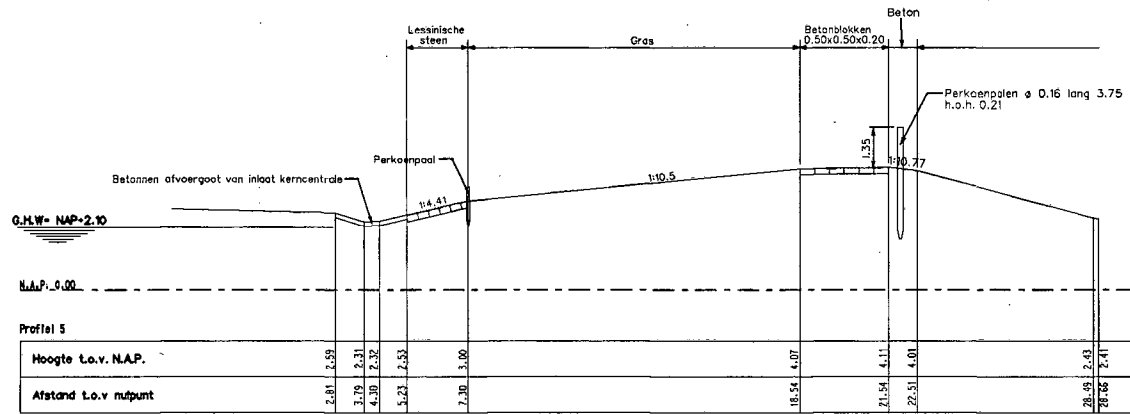 Beton
Lessinische
steen
Gras
Betonblokken
0.50x0.50x0.20
Perkoenpalen ø 0.16 lang 3.75
h.o.h. 0.21
1.35
Perkoenpaal
1:10.77
Betonnen afvoergoot van inlaat kerncentrale
1:4.41
1:10.5
G.H.W= NAP+2.10
N.A.P. 0.00
Profiel 5
Hoogte t.o.v. N.A.P. 2.59 2.31 2.32 2.53 3.00 4.07 4.11 4.01 2.43 2.41
Afstand t.o.v nulpunt 2.81 3.79 4.30 5.23 7.30 18.54 21.54 22.51 28.49 28.66